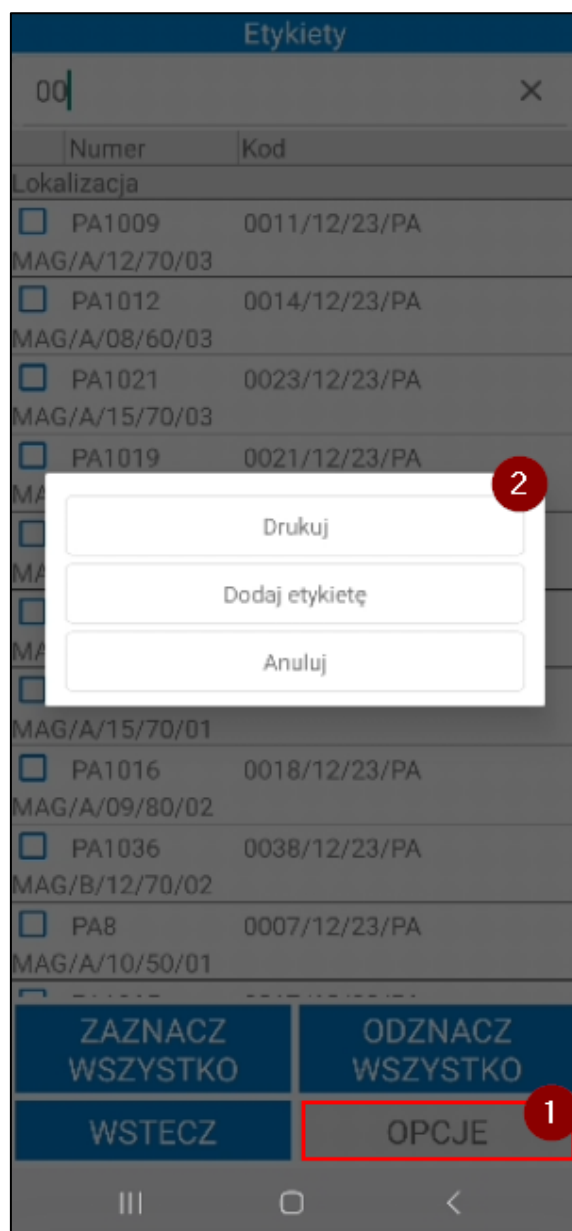 Etykiety
00
Numer Kod
Lokalizacja
PA1009 0011/12/23/PA
MAG/A/12/70/03
PA1012 0014/12/23/PA
MAG/A/08/60/03
PA1021 0023/12/23/PA
MAG/A/15/70/03
PA1019 0021/12/23/PA
2
Drukuj
Dodaj etykietę
Anuluj
MAG/A/15/70/01
PA1016 0018/12/23/PA
MAG/A/09/80/02
PA1036 0038/12/23/PA
MAG/B/12/70/02
PA8 0007/12/23/PA
MAG/A/10/50/01
ZAZNACZ WSZYSTKO
ODZNACZ WSZYSTKO
1
WSTECZ OPCJE